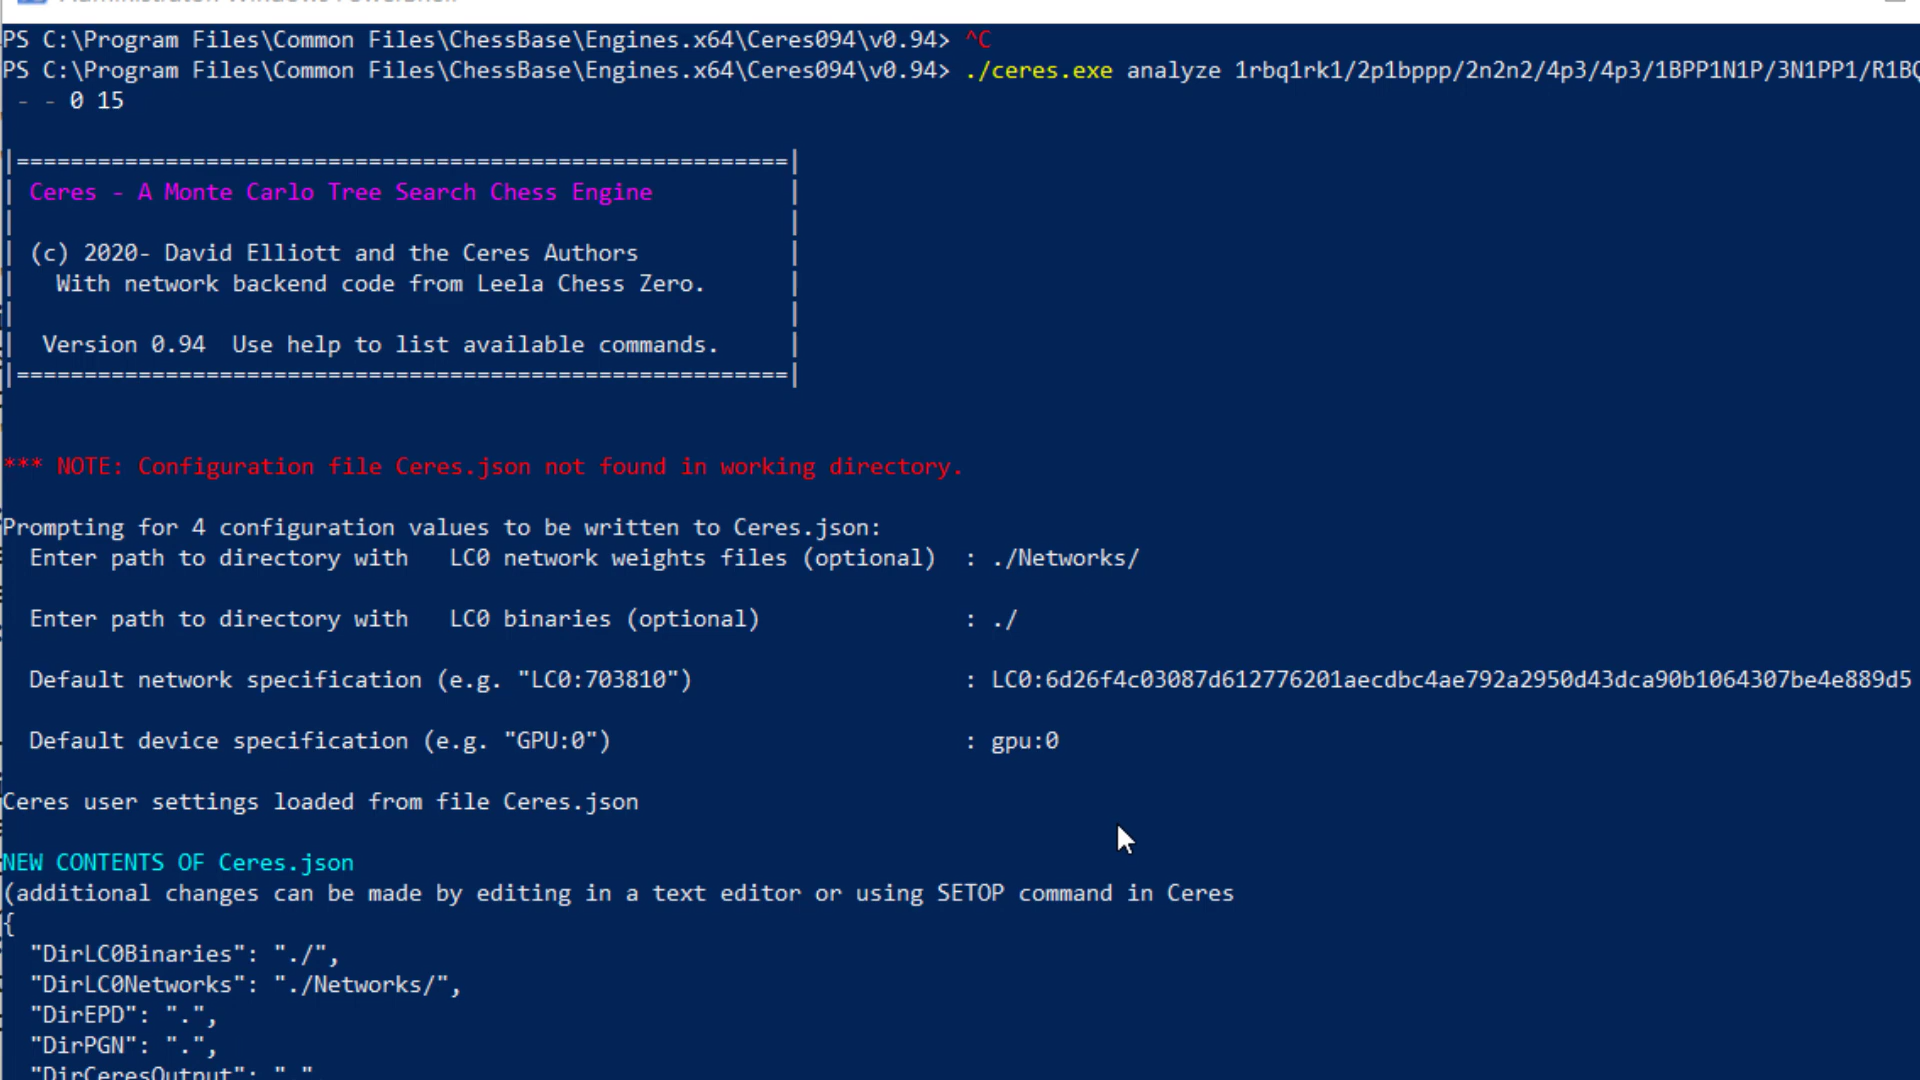 PS C:\Program Files\Common Files\ChessBase\Engines.x64\Ceres094\v0.94> ^C
PS C:\Program Files\Common Files\ChessBase\Engines.x64\Ceres094\v0.94> ./ceres.exe analyze 1rbq1rk1/2p1bppp/2n2n2/4p3/4p3/1BPP1N1P/3N1PP1/R1BQ
- - 0 15
|=========================================================|
| Ceres - A Monte Carlo Tree Search Chess Engine |
| |
| (c) 2020- David Elliott and the Ceres Authors |
| With network backend code from Leela Chess Zero. |
| |
| Version 0.94 Use help to list available commands. |
|=========================================================|
*** NOTE: Configuration file Ceres.json not found in working directory.
Prompting for 4 configuration values to be written to Ceres.json:
Enter path to directory with LC0 network weights files (optional) : ./Networks/
Enter path to directory with LC0 binaries (optional) : ./
Default network specification (e.g. "LC0:703810") : LC0:6d26f4c03087d612776201aecdbc4ae792a2950d43dca90b1064307be4e889d5
Default device specification (e.g. "GPU:0") : gpu:0
Ceres user settings loaded from file Ceres.json
NEW CONTENTS OF Ceres.json
(additional changes can be made by editing in a text editor or using SETOP command in Ceres
{
"DirLC0Binaries": "./",
"DirLC0Networks": "./Networks/",
"DirEPD": ".",
"DirPGN": ".",
"DirCeresOutput": "."